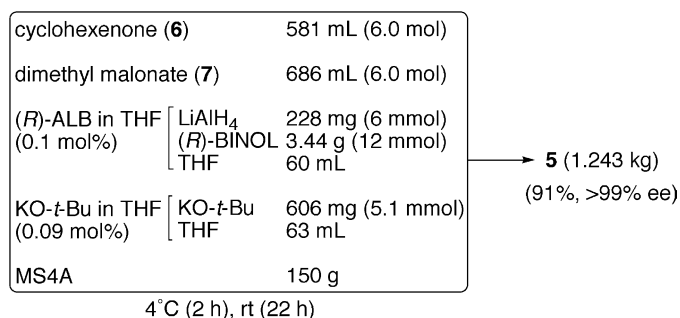 cyclohexenone (6) 581 mL (6.0 mol)
dimethyl malonate (7) 686 mL (6.0 mol)
(R)-ALB in THF LiAlH4 228 mg (6 mmol)
(0.1 mol%) (R)-BINOL 3.44 g (12 mmol)
THF 60 mL
5 (1.243 kg)
(91%, >99% ee)
KO-t-Bu in THF KO-t-Bu 606 mg (5.1 mmol)
(0.09 mol%) THF 63 mL
MS4A 150 g
4°C (2 h), rt (22 h)